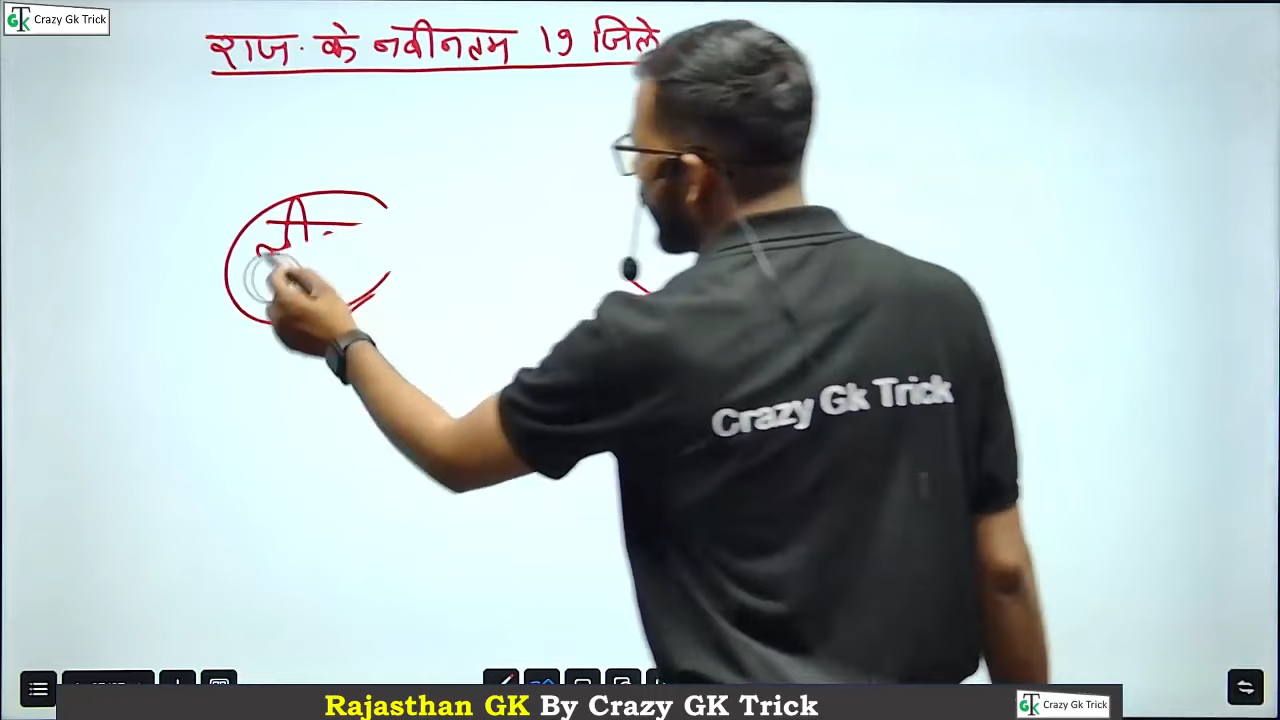 Crazy Gk Trick
राज. के नवीनतम 19 जिले
Crazy Gk Trick
Rajasthan GK By Crazy GK Trick
Crazy GK Trick